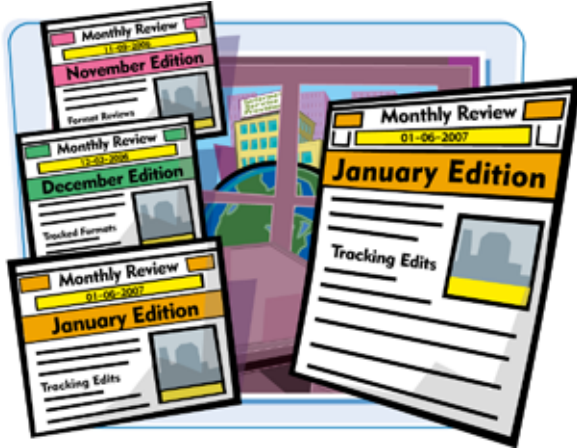 Monthly Review
11-09-2006
November Edition
Format Reviews
Monthly Review
12-02-2006
December Edition
Tracked Formats
Monthly Review
01-06-2007
January Edition
Tracking Edits
Monthly Review
01-06-2007
January Edition
Tracking Edits